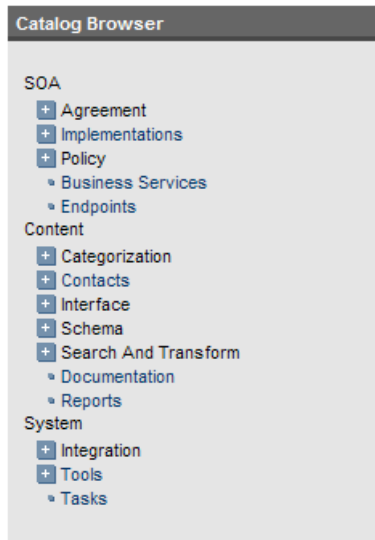 Catalog Browser
SOA
Agreement
Implementations
Policy
Business Services
Endpoints
Content
Categorization
Contacts
Interface
Schema
Search And Transform
Documentation
Reports
System
Integration
Tools
Tasks